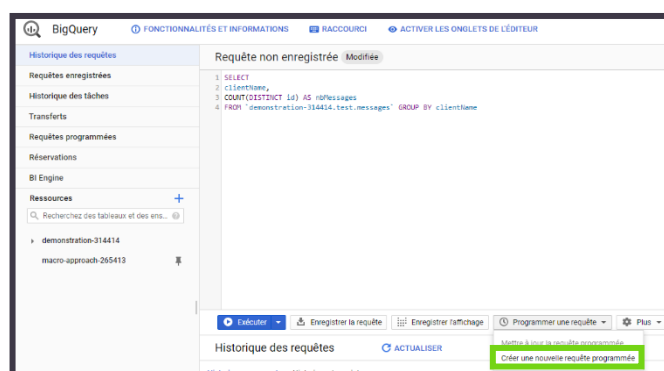 BigQuery
FONCTIONNALITÉS ET INFORMATIONS
RACCOURCI
ACTIVER LES ONGLETS DE L'ÉDITEUR
Historique des requêtes
Requête non enregistrée Modifiée
Requêtes enregistrées
Historique des tâches
Transferts
Requêtes programmées
Réservations
BI Engine
Ressources +
Recherchez des tableaux et des ens...
demonstration-314414
macro-approach-265413
1 SELECT
2 clientName,
3 COUNT(DISTINCT id) AS nbMessages
4 FROM `demonstration-314414.test.messages` GROUP BY clientName
Exécuter
Enregistrer la requête
Enregistrer l'affichage
Programmer une requête
Plus
Historique des requêtes
ACTUALISER
Mettre à jour la requête programmée
Créer une nouvelle requête programmée